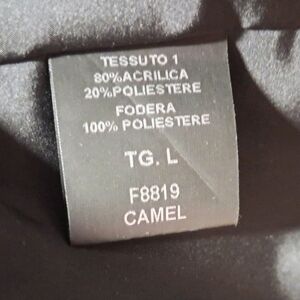 TESSUTO 1
80%ACRILICA
20%POLIESTERE
FODERA
100% POLIESTERE
TG. L
F8819
CAMEL